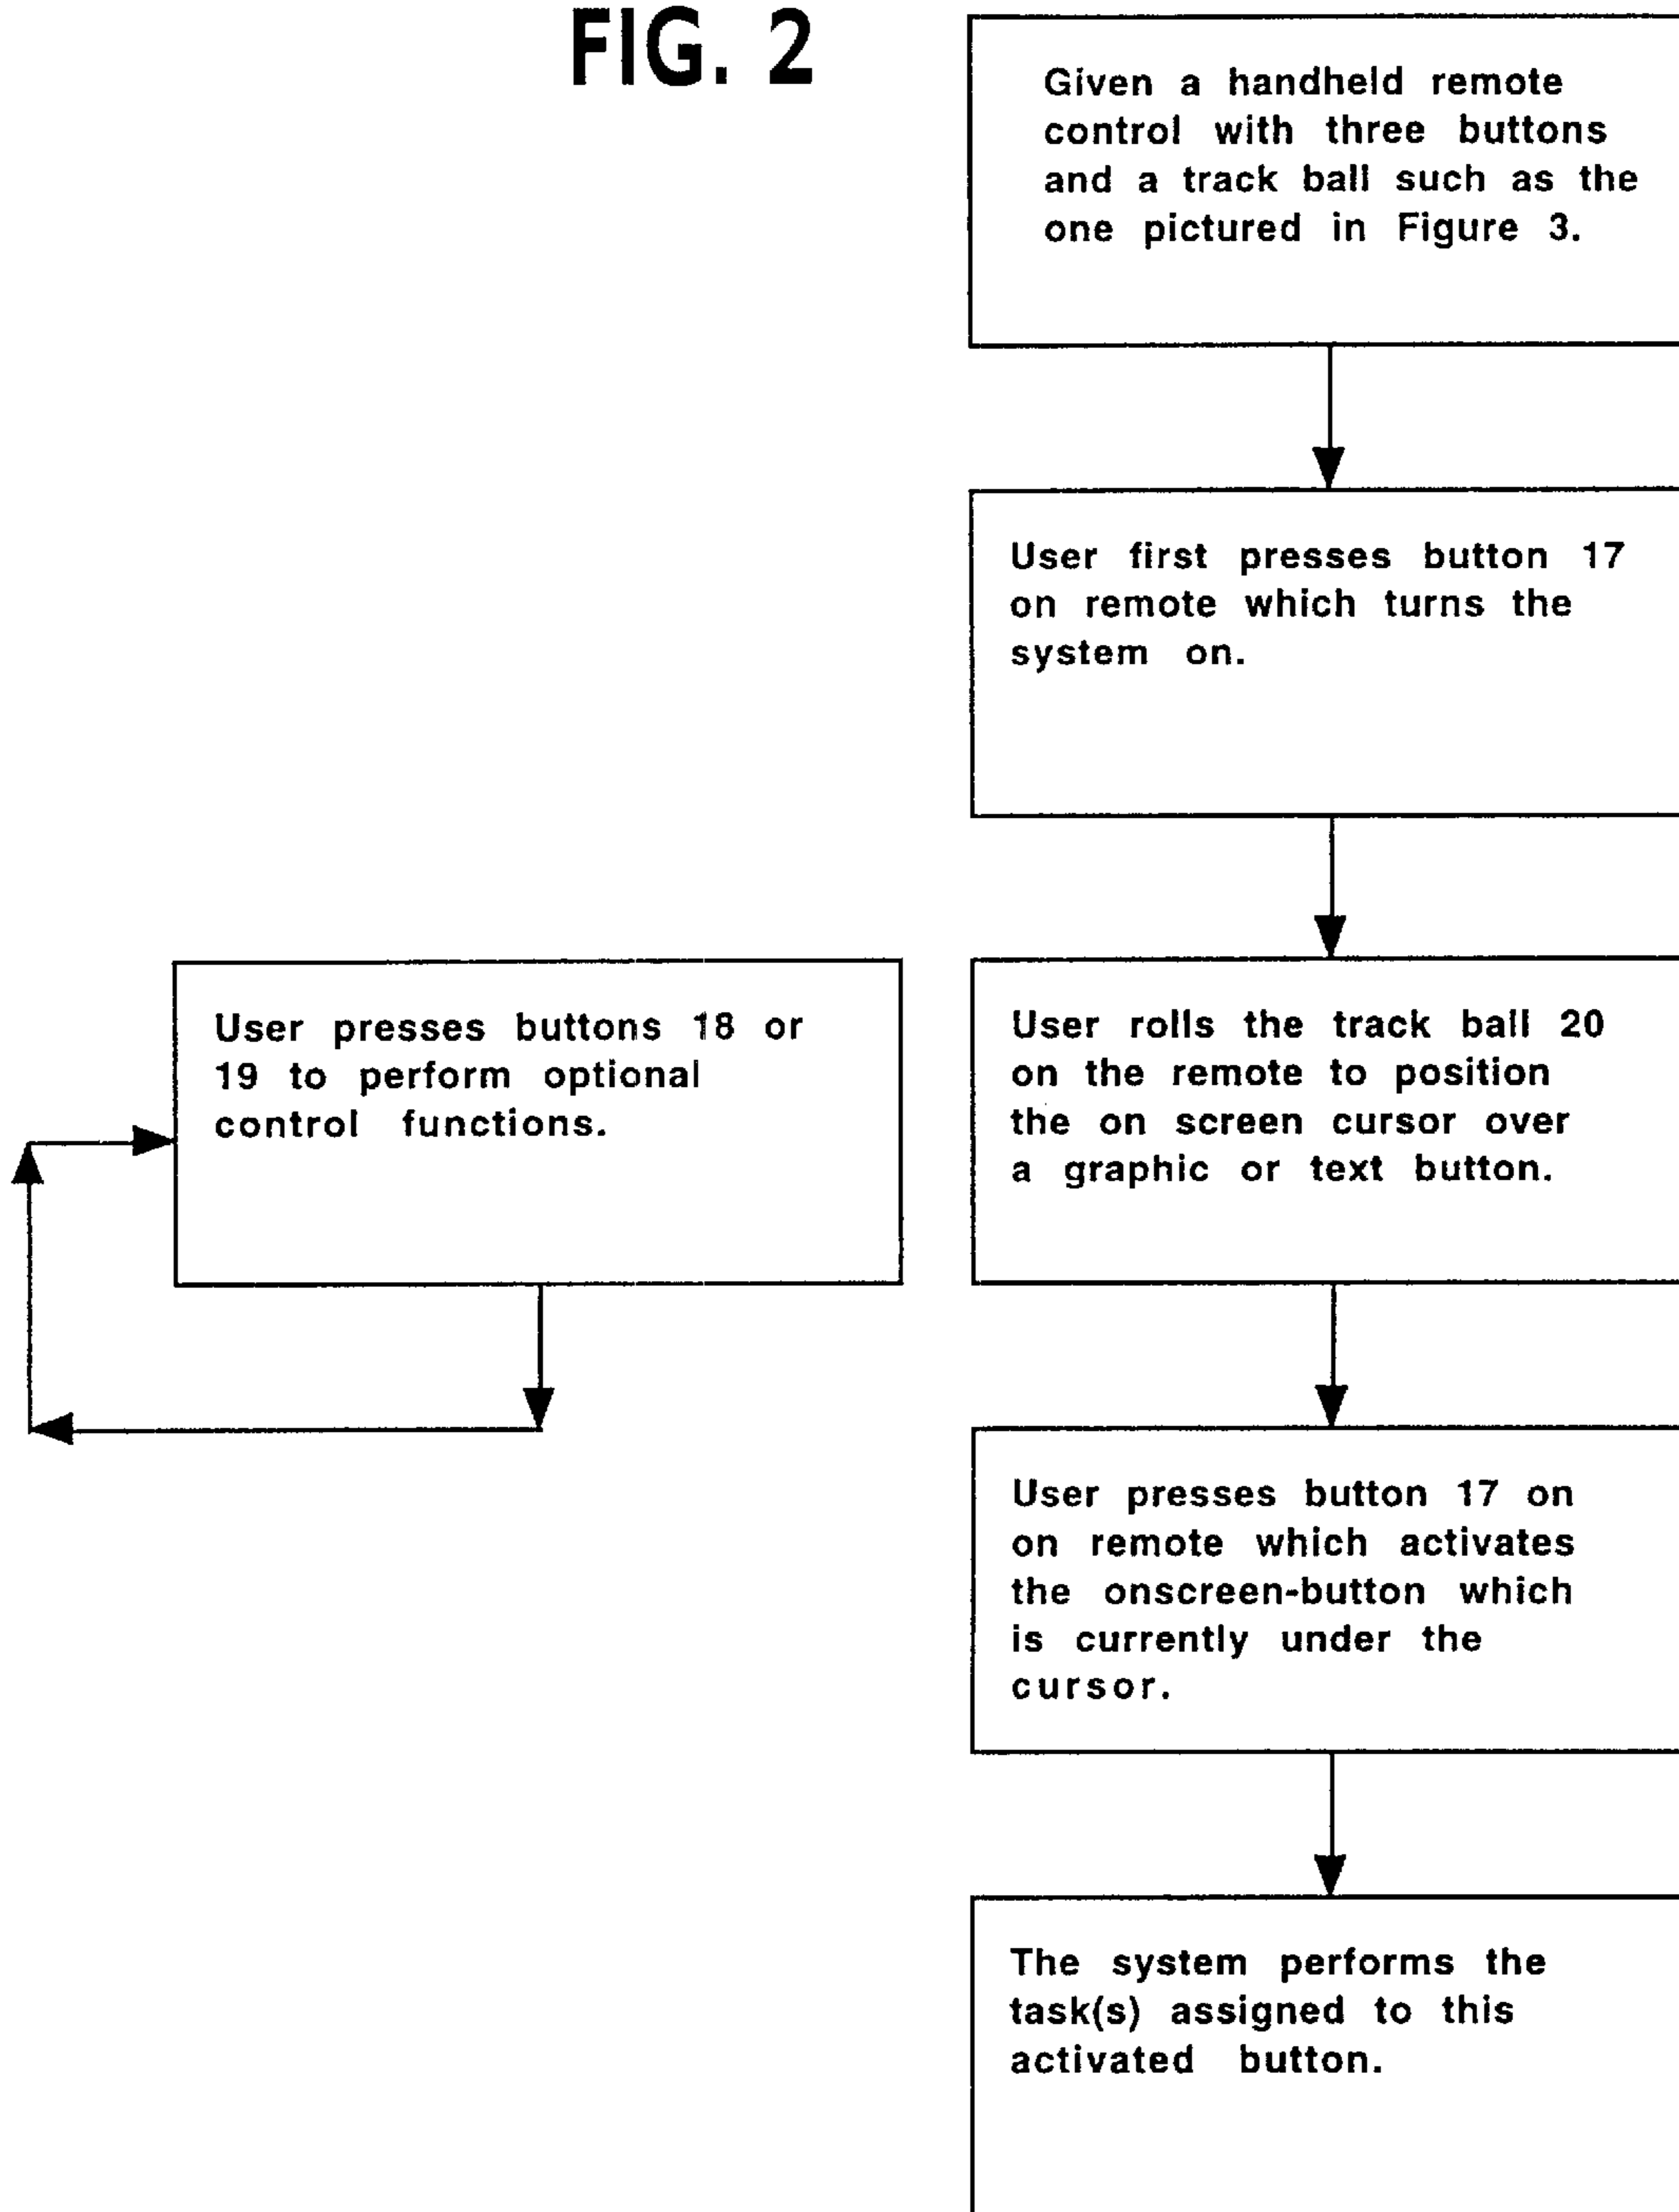 FIG. 2
Given a handheld remote
control with three buttons
and a track ball such as the
one pictured in Figure 3.
User first presses button 17
on remote which turns the
system on.
User presses buttons 18 or
19 to perform optional
control functions.
User rolls the track ball 20
on the remote to position
the on screen cursor over
a graphic or text button.
User presses button 17 on
on remote which activates
the onscreen-button which
is currently under the
cursor.
The system performs the
task(s) assigned to this
activated button.